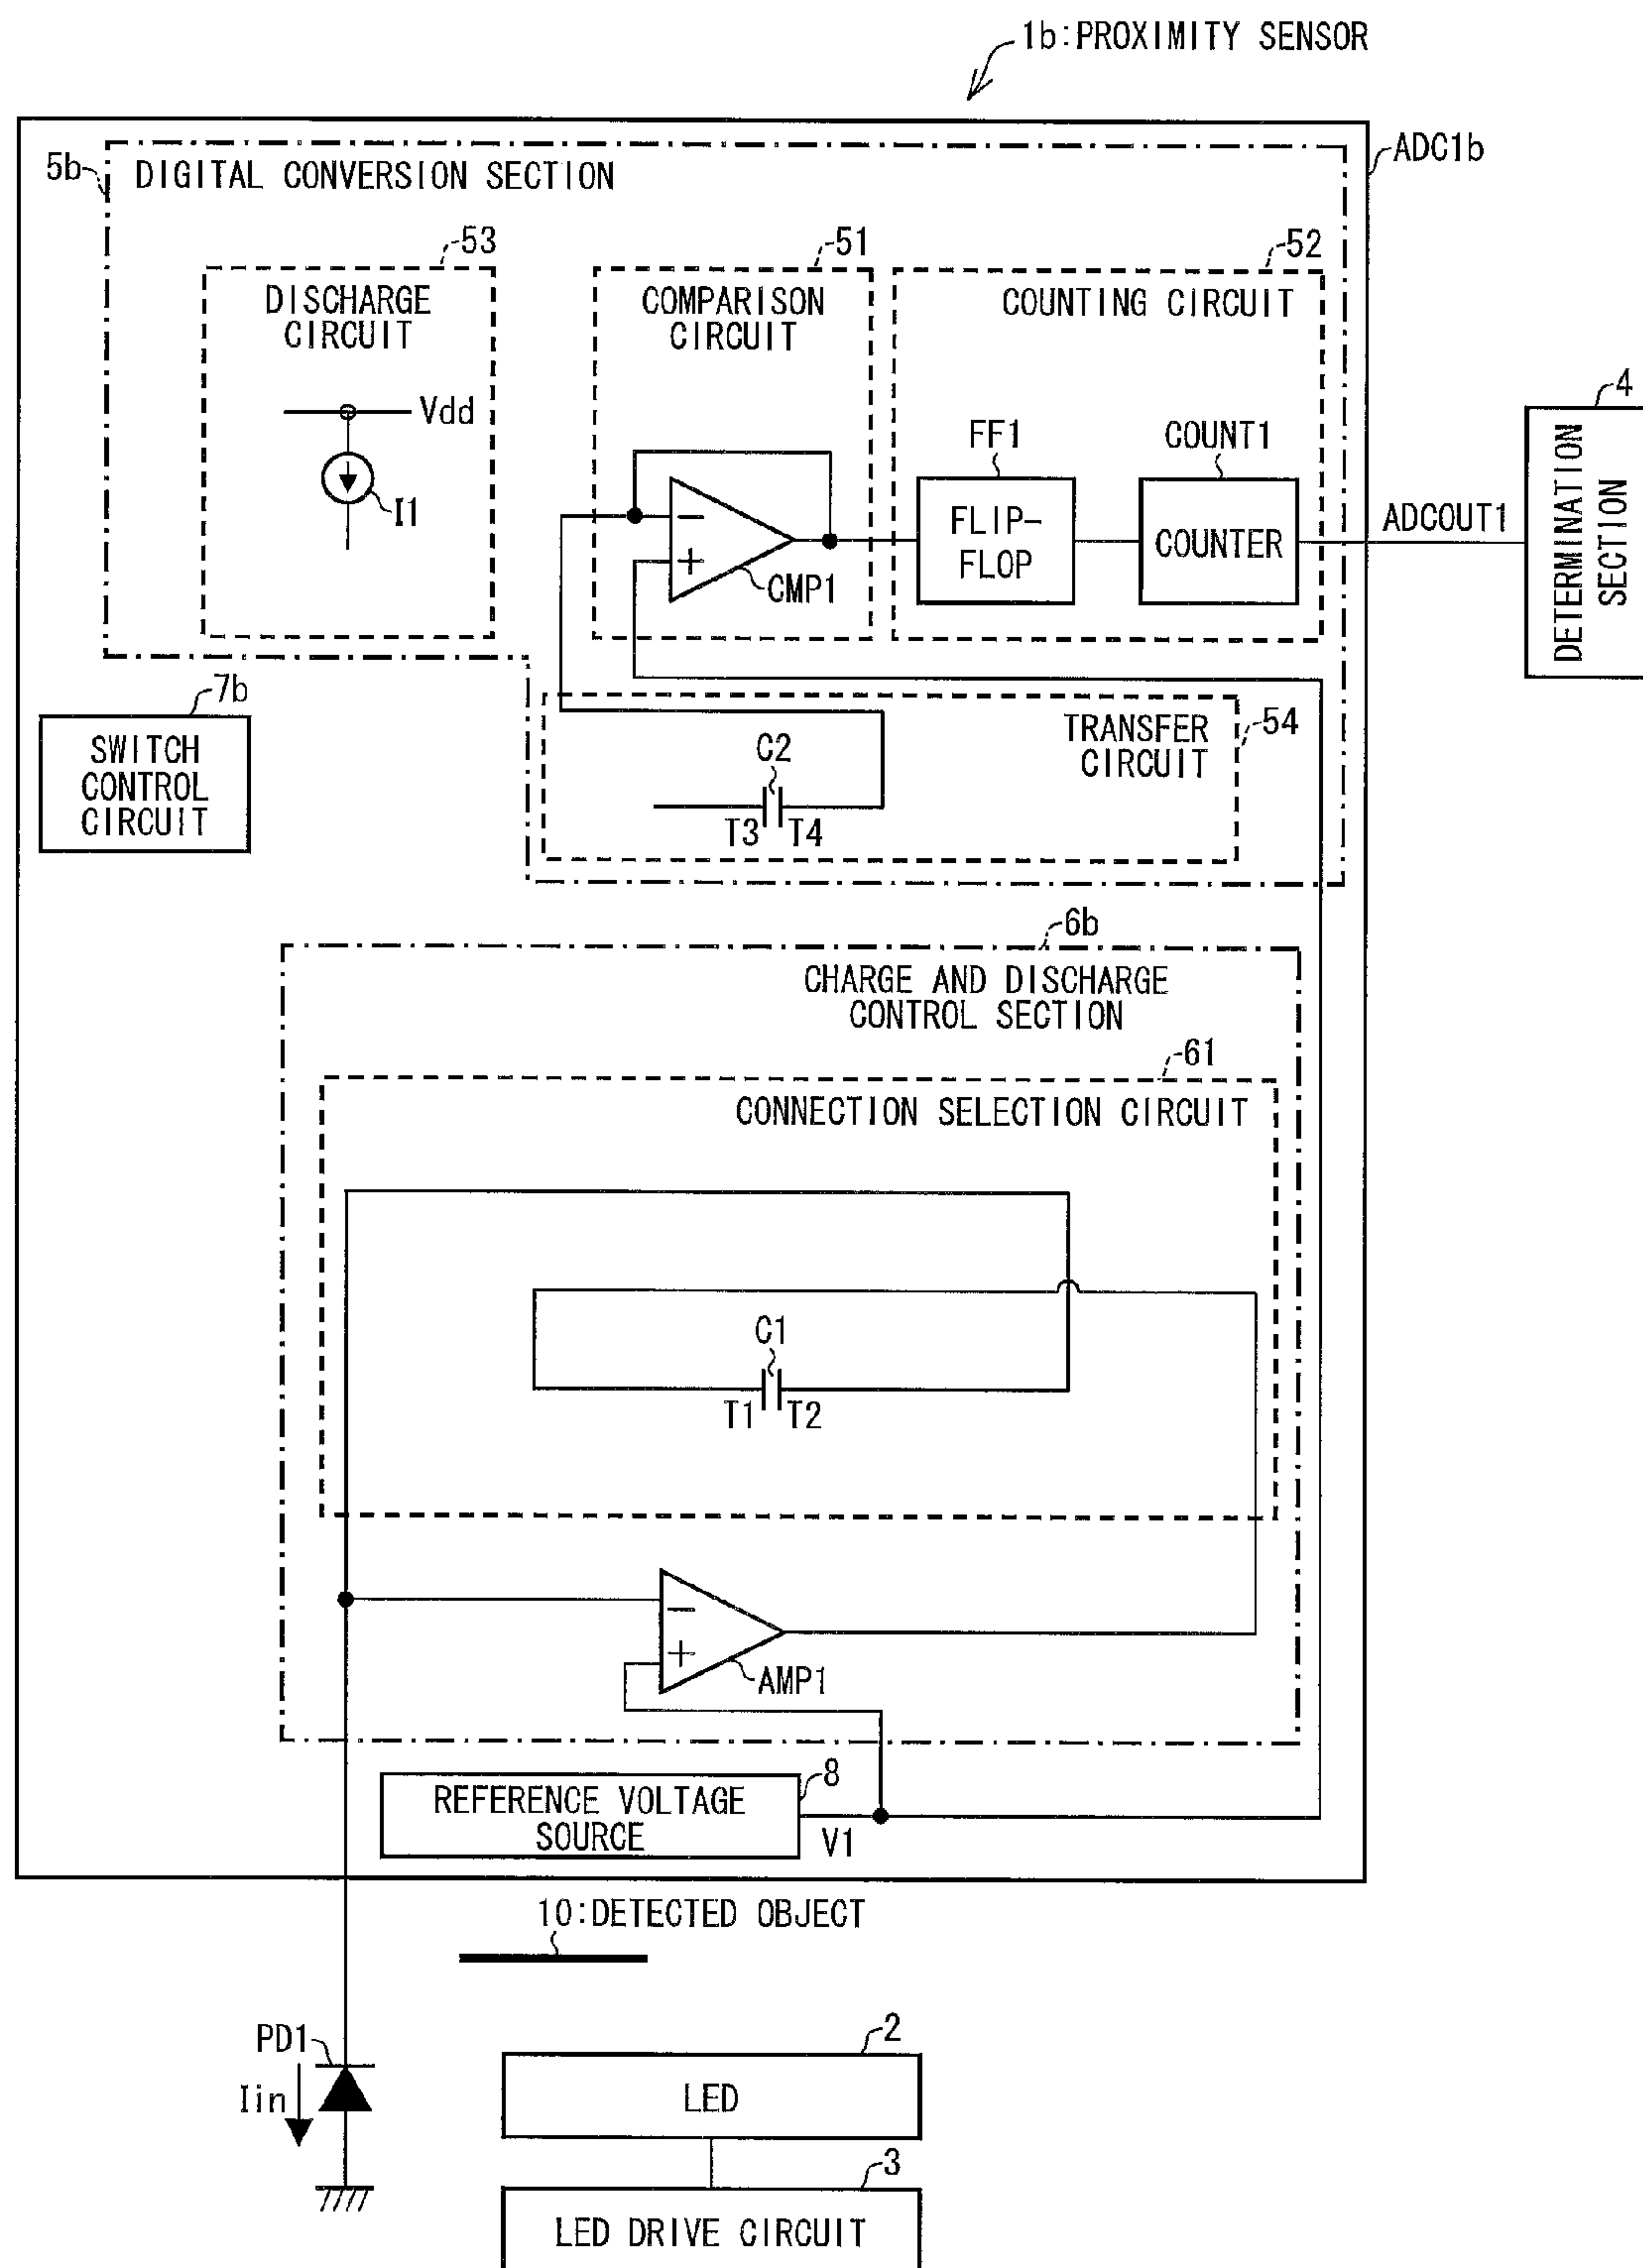 1b:PROXIMITY SENSOR
ADC1b
5b
DIGITAL CONVERSION SECTION
53
51
52
DISCHARGE
CIRCUIT
COMPARISON
CIRCUIT
COUNTING CIRCUIT
Vdd
I1
FF1
COUNT1
4
FLIP-
FLOP
COUNTER
ADCOUT1
DETERMINATION
SECTION
−
+
CMP1
7b
SWITCH
CONTROL
CIRCUIT
TRANSFER
CIRCUIT
54
C2
T3
T4
6b
CHARGE AND DISCHARGE
CONTROL SECTION
61
CONNECTION SELECTION CIRCUIT
C1
T1
T2
−
+
AMP1
8
REFERENCE VOLTAGE
SOURCE
V1
10:DETECTED OBJECT
PD1
Iin
2
LED
3
LED DRIVE CIRCUIT